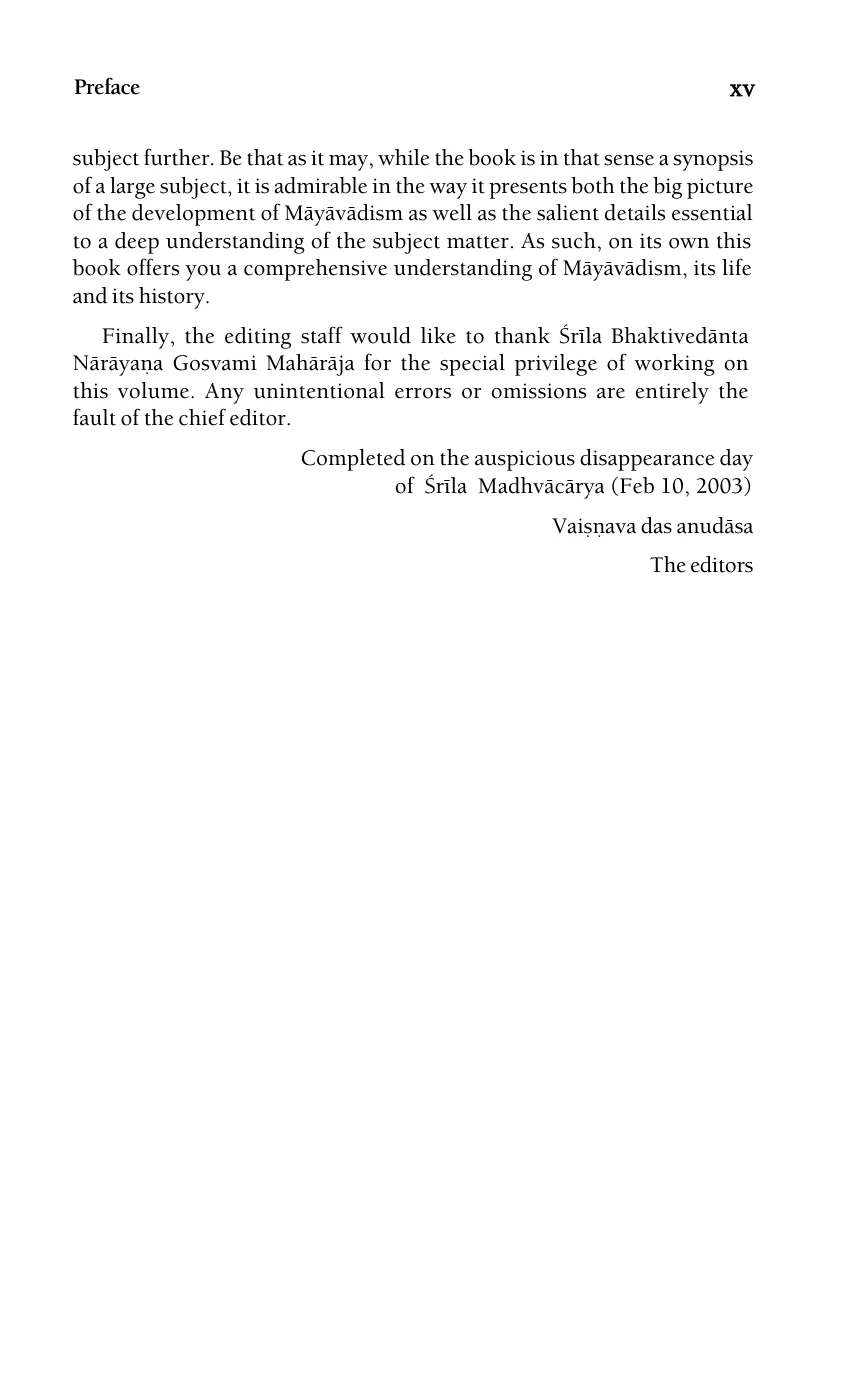 Preface xv
subject further. Be that as it may, while the book is in that sense a synopsis
of a large subject, it is admirable in the way it presents both the big picture
of the development of Māyāvādism as well as the salient details essential
to a deep understanding of the subject matter. As such, on its own this
book offers you a comprehensive understanding of Māyāvādism, its life
and its history.
Finally, the editing staff would like to thank Śrīla Bhaktivedānta
Nārāyaṇa Gosvami Mahārāja for the special privilege of working on
this volume. Any unintentional errors or omissions are entirely the
fault of the chief editor.
Completed on the auspicious disappearance day
of Śrīla Madhvācārya (Feb 10, 2003)
Vaiṣṇava das anudāsa
The editors